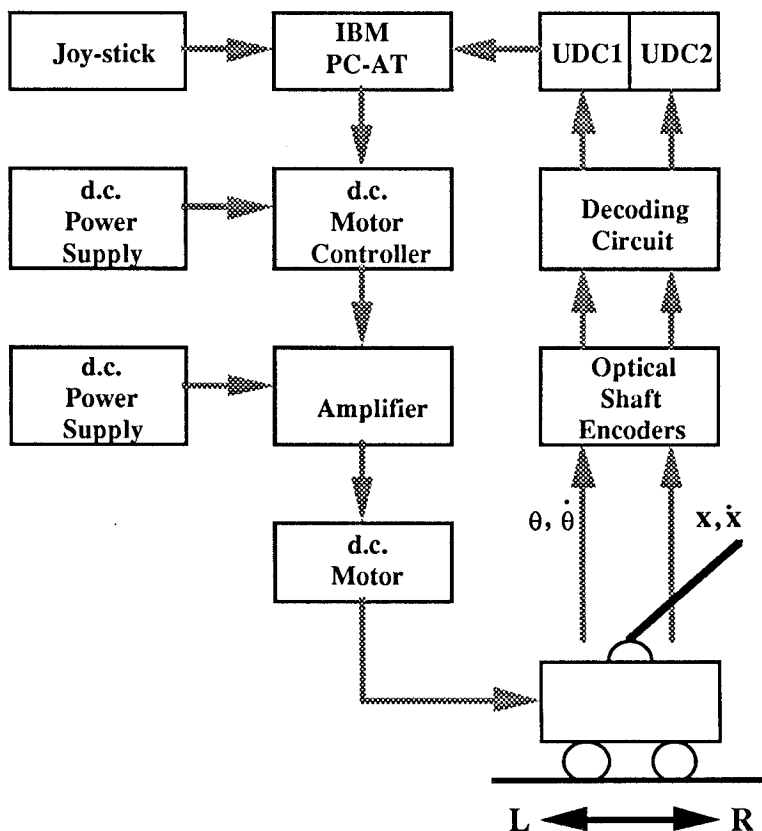 Joy-stick
IBM
PC-AT
UDC1
UDC2
d.c.
Power
Supply
d.c.
Motor
Controller
Decoding
Circuit
d.c.
Power
Supply
Amplifier
Optical
Shaft
Encoders
θ, θ̇
x, ẋ
d.c.
Motor
L
R